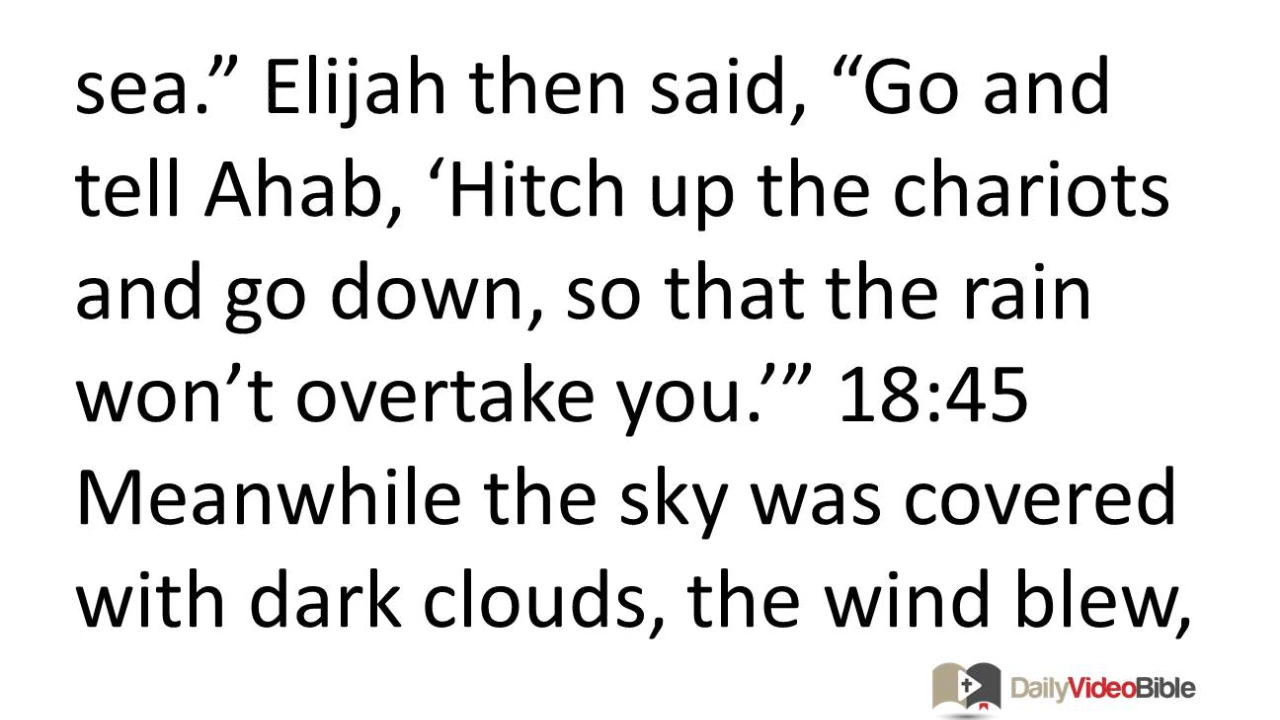 sea.” Elijah then said, “Go and
tell Ahab, ‘Hitch up the chariots
and go down, so that the rain
won’t overtake you.’” 18:45
Meanwhile the sky was covered
with dark clouds, the wind blew,
DailyVideoBible